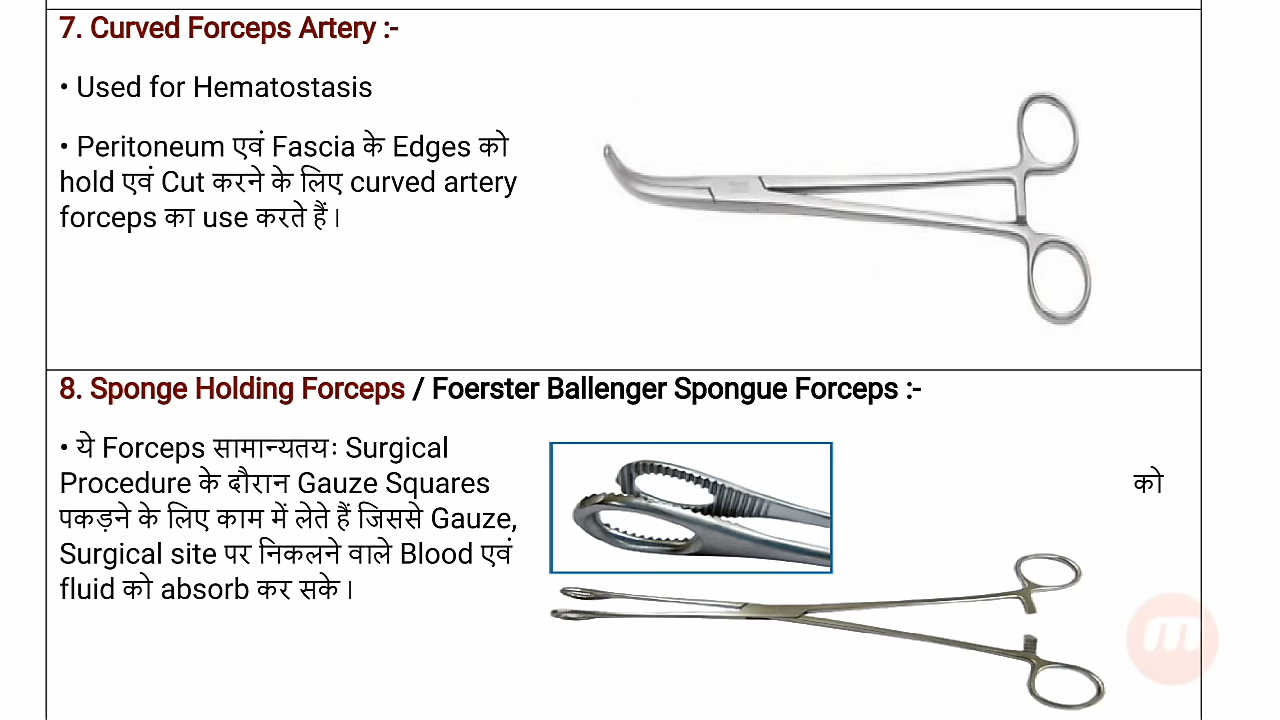 7. Curved Forceps Artery :-
• Used for Hematostasis
• Peritoneum एवं Fascia के Edges को
hold एवं Cut करने के लिए curved artery
forceps का use करते हैं।
8. Sponge Holding Forceps / Foerster Ballenger Spongue Forceps :-
• ये Forceps सामान्यतयः Surgical
Procedure के दौरान Gauze Squares को
पकड़ने के लिए काम में लेते हैं जिससे Gauze,
Surgical site पर निकलने वाले Blood एवं
fluid को absorb कर सके।